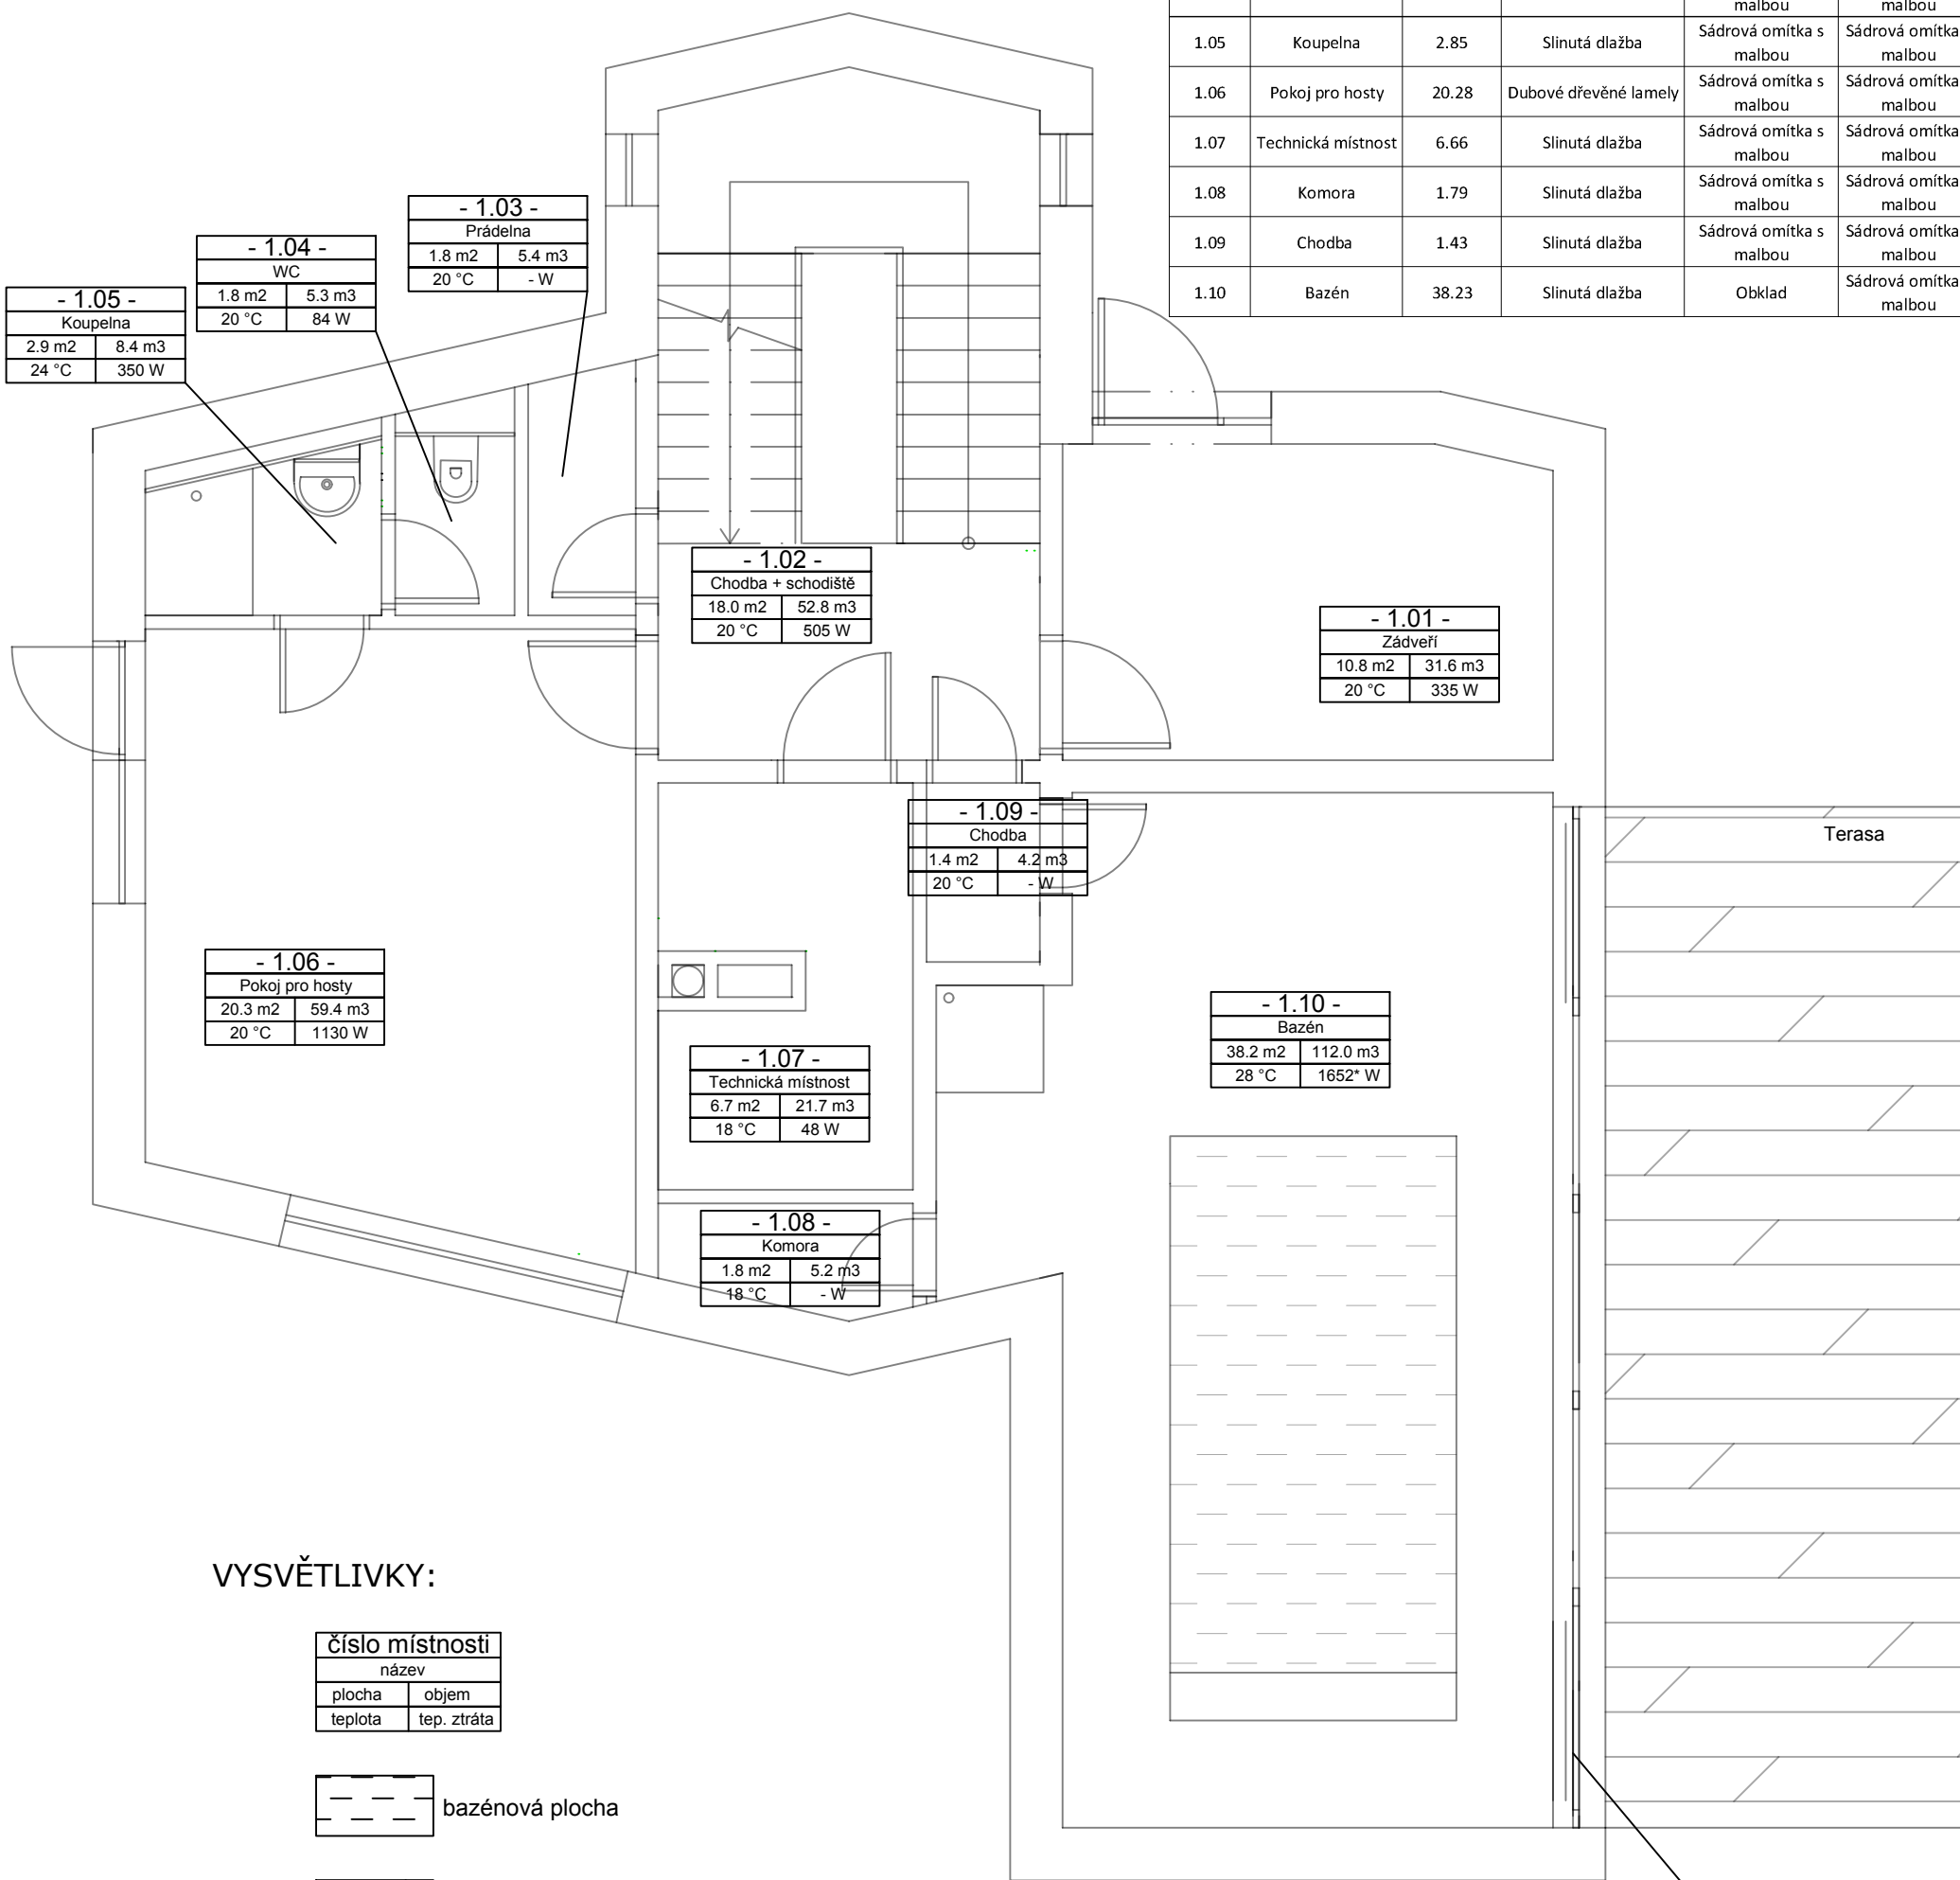 malbou malbou
1.05 Koupelna 2.85 Slinutá dlažba Sádrová omítka s malbou Sádrová omítka malbou
1.06 Pokoj pro hosty 20.28 Dubové dřevěné lamely Sádrová omítka s malbou Sádrová omítka malbou
1.07 Technická místnost 6.66 Slinutá dlažba Sádrová omítka s malbou Sádrová omítka malbou
1.08 Komora 1.79 Slinutá dlažba Sádrová omítka s malbou Sádrová omítka malbou
1.09 Chodba 1.43 Slinutá dlažba Sádrová omítka s malbou Sádrová omítka malbou
1.10 Bazén 38.23 Slinutá dlažba Obklad Sádrová omítka malbou
- 1.03 -
Prádelna
1.8 m2 5.4 m3
20 °C - W
- 1.04 -
WC
1.8 m2 5.3 m3
20 °C 84 W
- 1.05 -
Koupelna
2.9 m2 8.4 m3
24 °C 350 W
- 1.02 -
Chodba + schodiště
18.0 m2 52.8 m3
20 °C 505 W
- 1.01 -
Zádveří
10.8 m2 31.6 m3
20 °C 335 W
- 1.09 -
Chodba
1.4 m2 4.2 m3
20 °C - W
Terasa
- 1.06 -
Pokoj pro hosty
20.3 m2 59.4 m3
20 °C 1130 W
- 1.10 -
Bazén
38.2 m2 112.0 m3
28 °C 1652* W
- 1.07 -
Technická místnost
6.7 m2 21.7 m3
18 °C 48 W
- 1.08 -
Komora
1.8 m2 5.2 m3
18 °C - W
VYSVĚTLIVKY:
číslo místnosti
název
plocha objem
teplota tep. ztráta
bazénová plocha